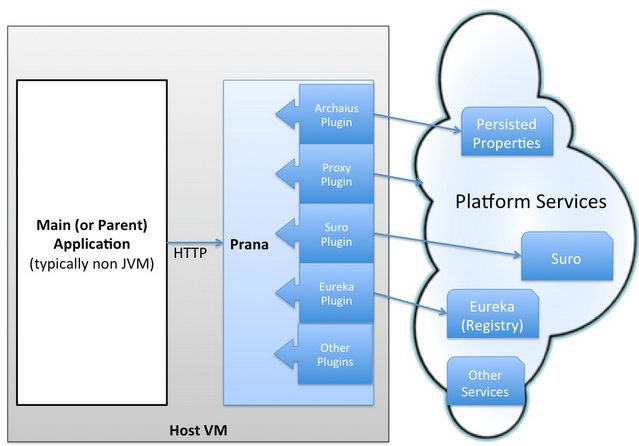 Main (or Parent)
Application
(typically non JVM)
HTTP
Prana
Archaius
Plugin
Proxy
Plugin
Suro
Plugin
Eureka
Plugin
Other
Plugins
Host VM
Persisted
Properties
Platform Services
Suro
Eureka
(Registry)
Other
Services